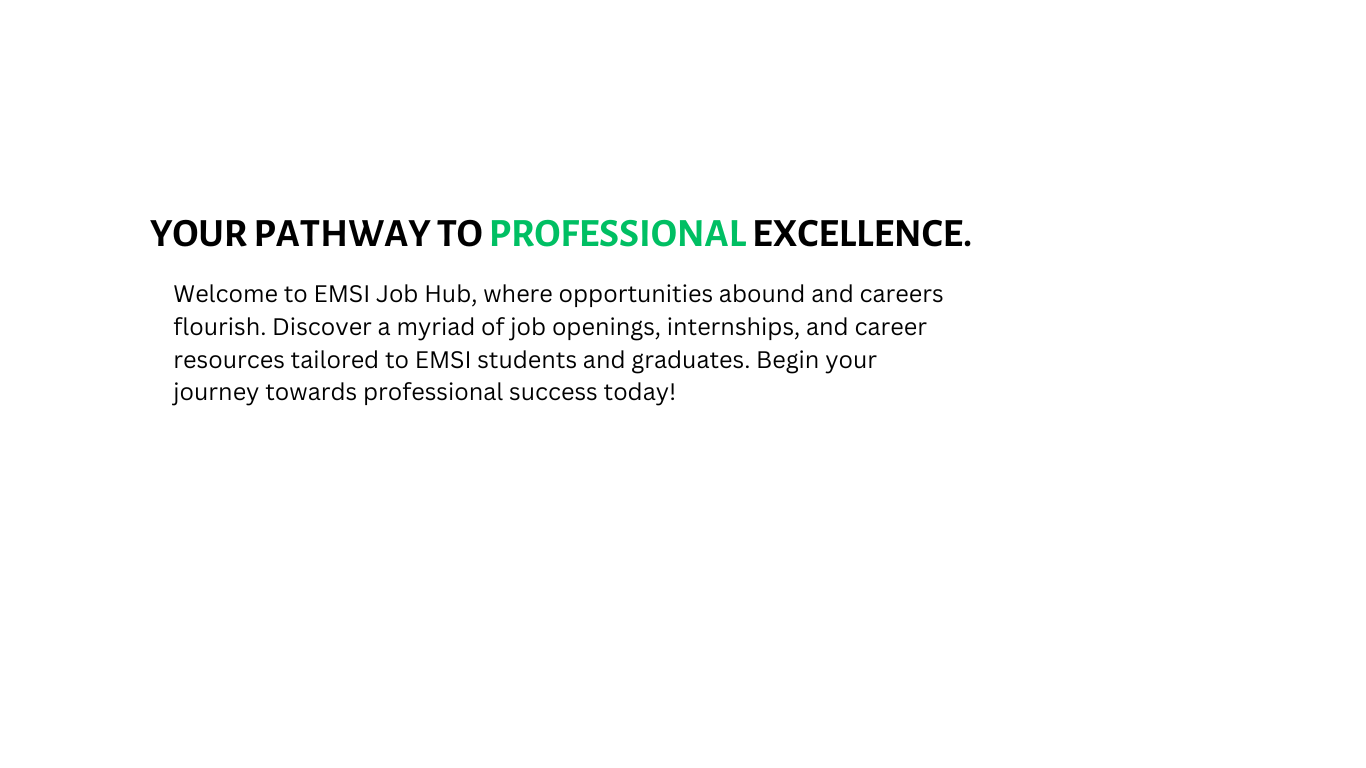 YOUR PATHWAY TO PROFESSIONAL EXCELLENCE.
Welcome to EMSI Job Hub, where opportunities abound and careers
flourish. Discover a myriad of job openings, internships, and career
resources tailored to EMSI students and graduates. Begin your
journey towards professional success today!